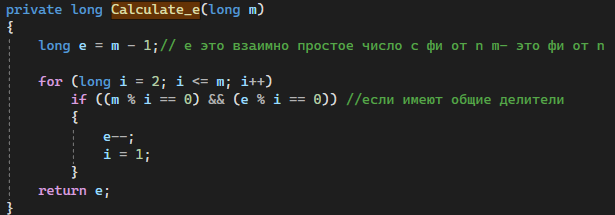 private long Calculate_e(long m)
{
long e = m - 1;// e это взаимно простое число с фи от n m- это фи от n
for (long i = 2; i <= m; i++)
if ((m % i == 0) && (e % i == 0)) //если имеют общие делители
{
e--;
i = 1;
}
return e;
}